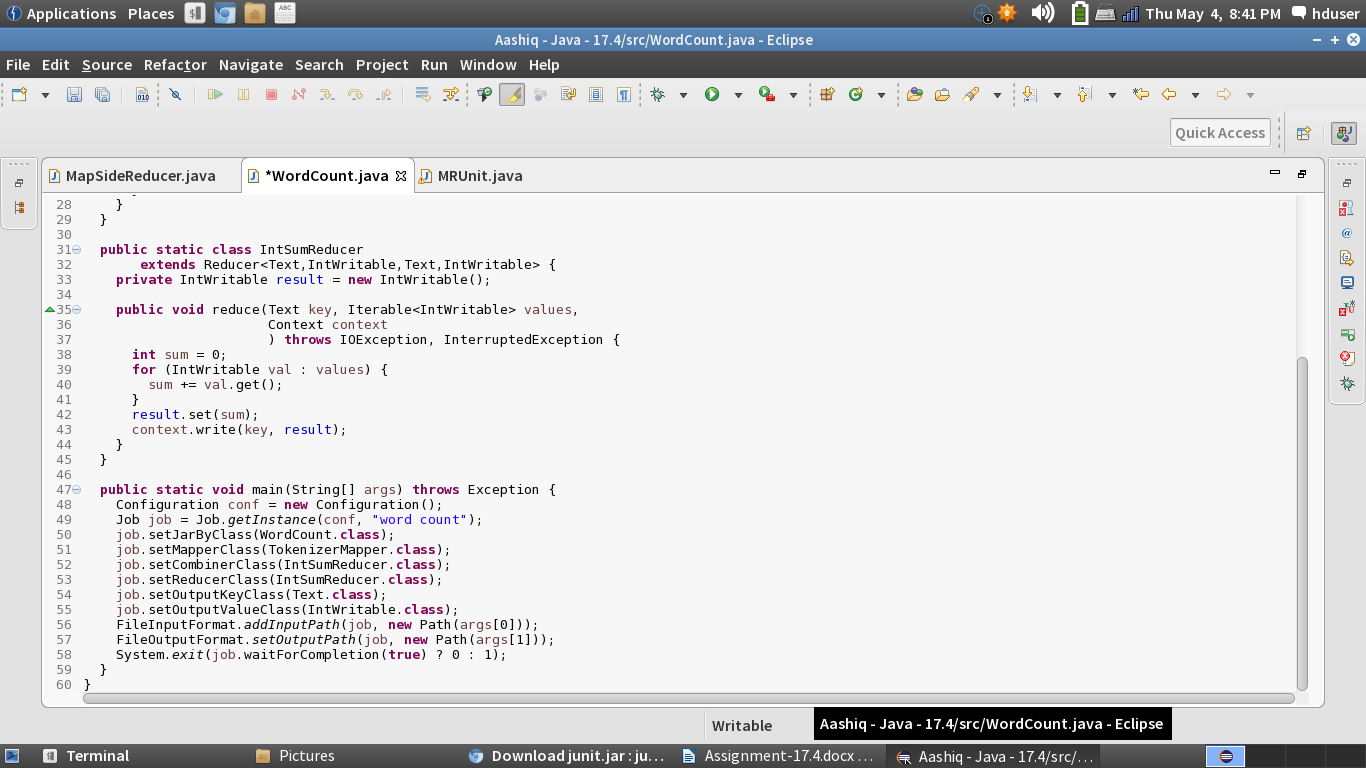 Applications Places ABC 1 Thu May 4, 8:41 PM hduser
Aashiq - Java - 17.4/src/WordCount.java - Eclipse
File Edit Source Refactor Navigate Search Project Run Window Help
010
Quick Access
MapSideReducer.java *WordCount.java MRUnit.java
28     }
29   }
30
31   public static class IntSumReducer
32        extends Reducer<Text,IntWritable,Text,IntWritable> {
33     private IntWritable result = new IntWritable();
34
35     public void reduce(Text key, Iterable<IntWritable> values,
36                        Context context
37                        ) throws IOException, InterruptedException {
38       int sum = 0;
39       for (IntWritable val : values) {
40         sum += val.get();
41       }
42       result.set(sum);
43       context.write(key, result);
44     }
45   }
46
47   public static void main(String[] args) throws Exception {
48     Configuration conf = new Configuration();
49     Job job = Job.getInstance(conf, "word count");
50     job.setJarByClass(WordCount.class);
51     job.setMapperClass(TokenizerMapper.class);
52     job.setCombinerClass(IntSumReducer.class);
53     job.setReducerClass(IntSumReducer.class);
54     job.setOutputKeyClass(Text.class);
55     job.setOutputValueClass(IntWritable.class);
56     FileInputFormat.addInputPath(job, new Path(args[0]));
57     FileOutputFormat.setOutputPath(job, new Path(args[1]));
58     System.exit(job.waitForCompletion(true) ? 0 : 1);
59   }
60 }
Writable Aashiq - Java - 17.4/src/WordCount.java - Eclipse
Terminal Pictures Download junit.jar : ju... Assignment-17.4.docx ... Aashiq - Java - 17.4/src/...